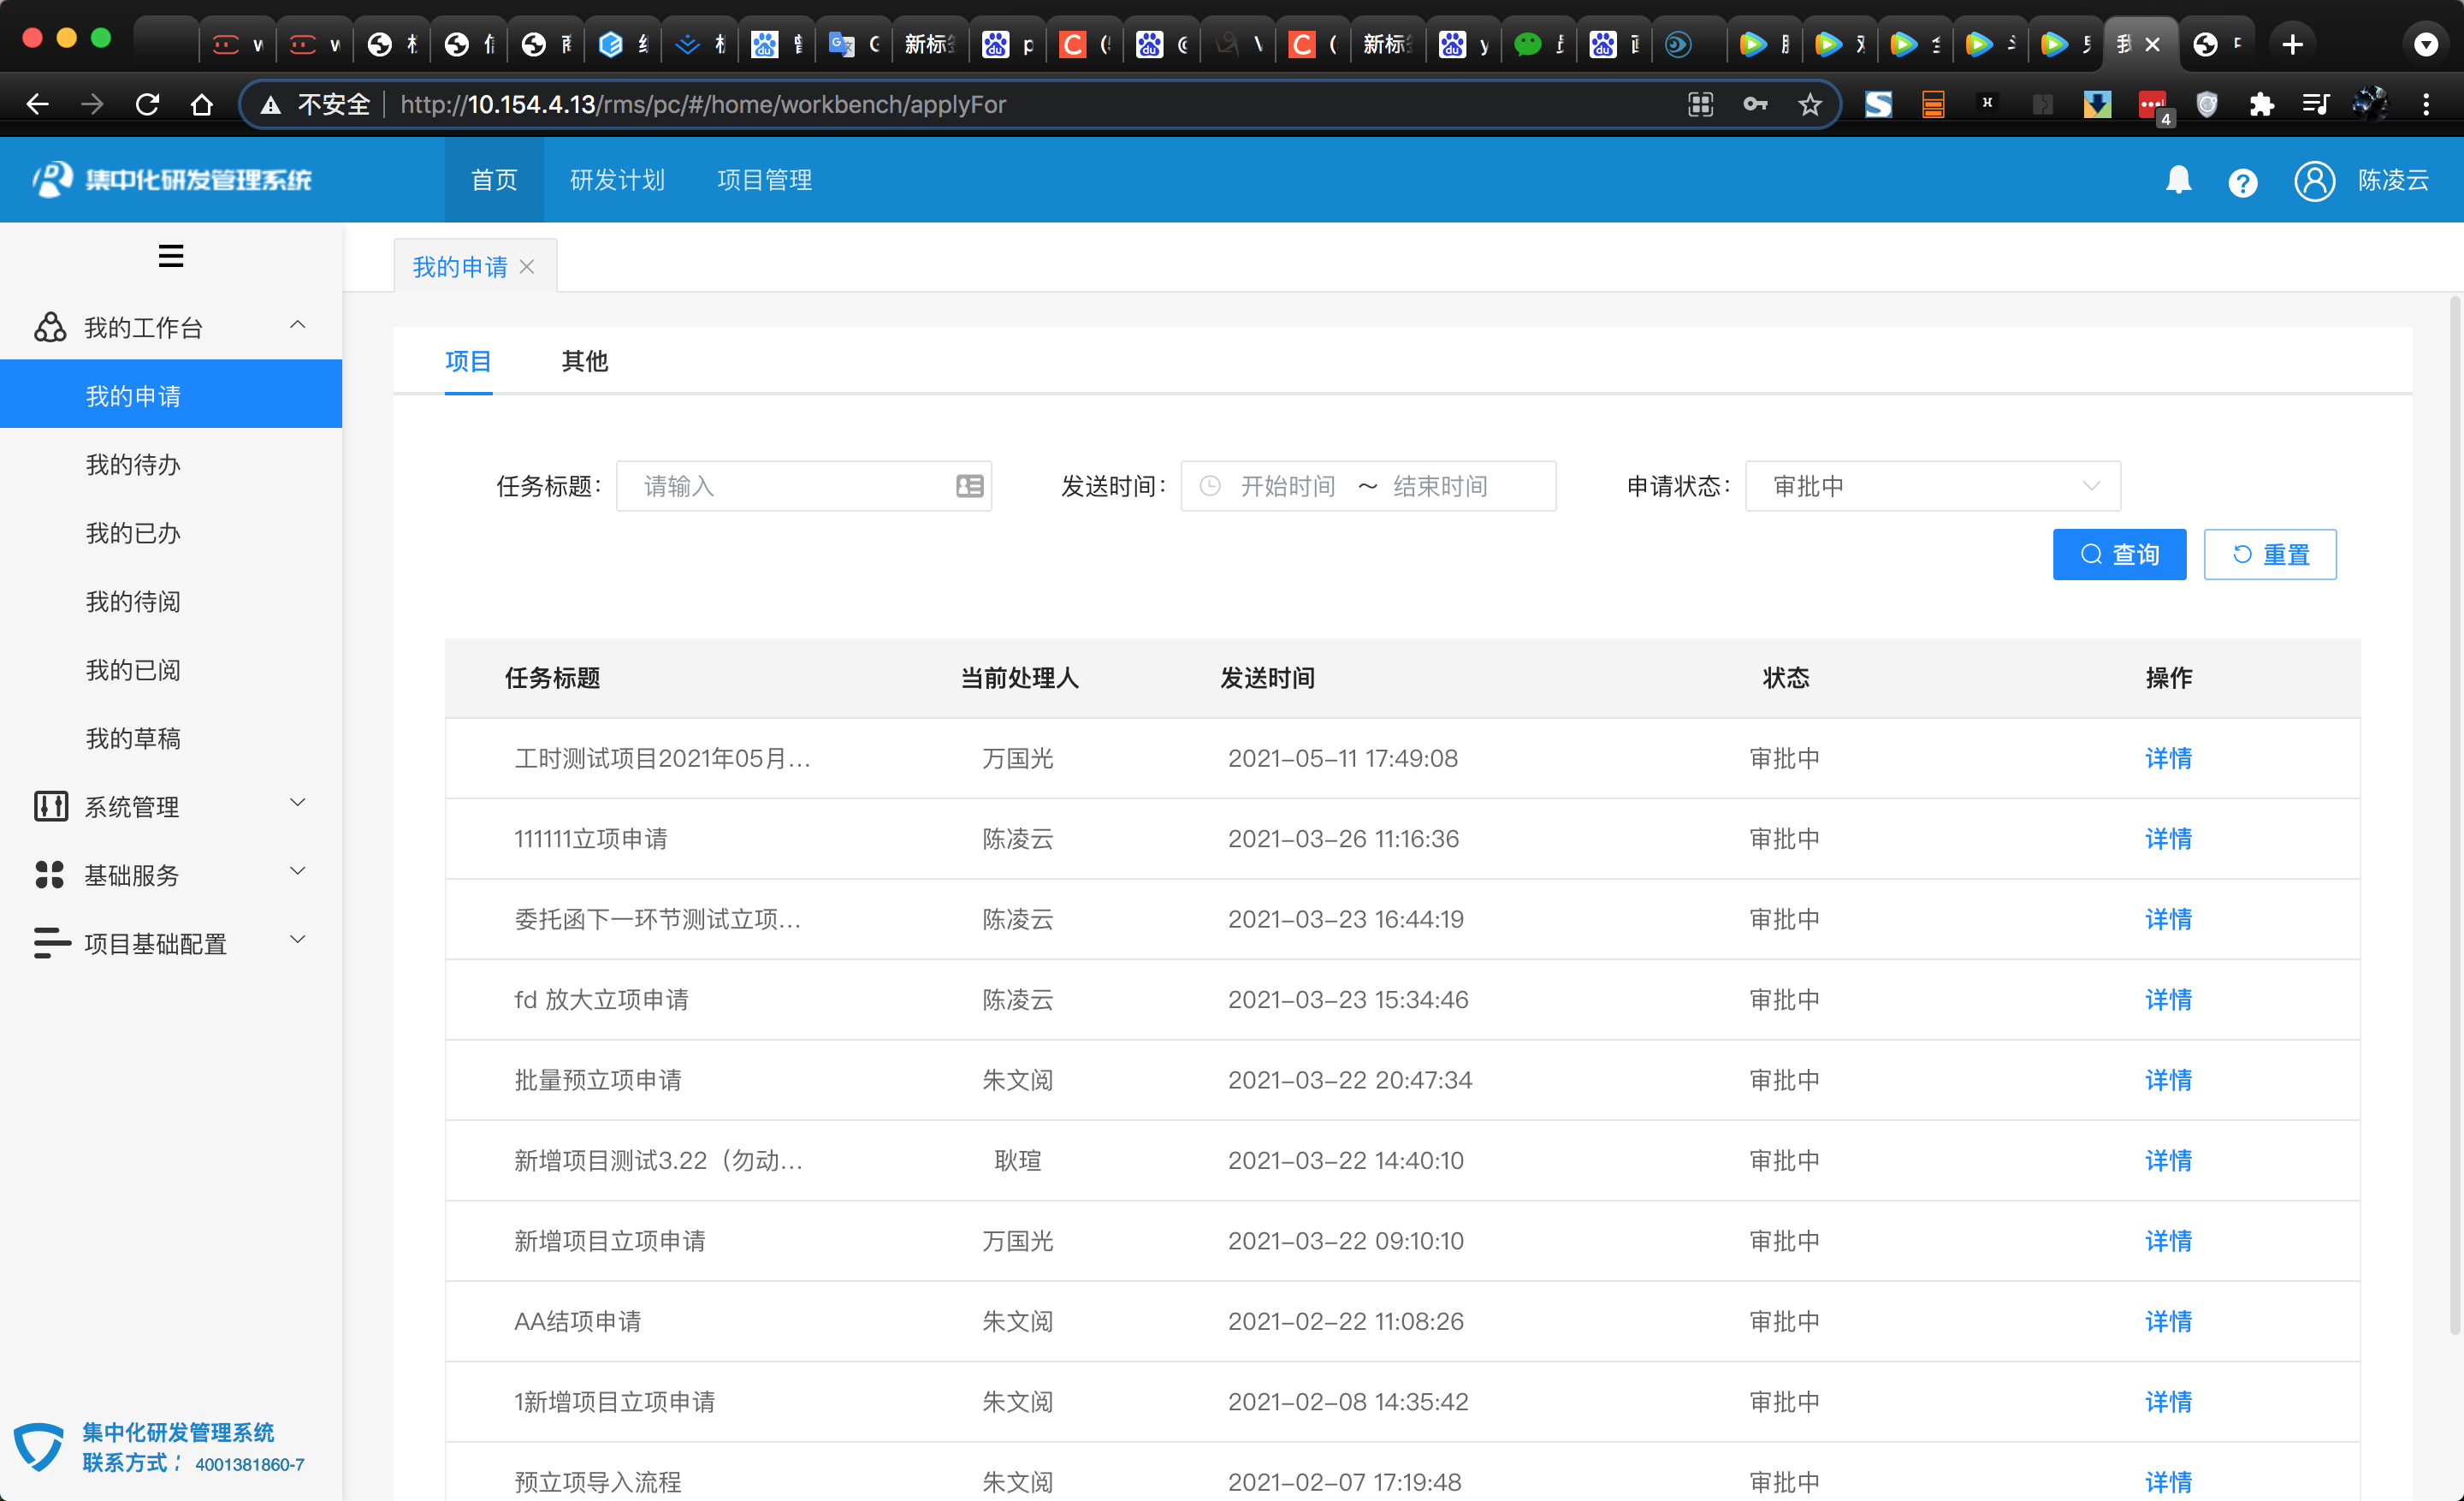 新标
新标
我
不安全 http://10.154.4.13/rms/pc/#/home/workbench/applyFor
4
集中化研发管理系统
首页 研发计划 项目管理
陈凌云
我的申请
我的工作台
我的申请
我的待办
我的已办
我的待阅
我的已阅
我的草稿
系统管理
基础服务
项目基础配置
集中化研发管理系统
联系方式: 4001381860-7
项目 其他
任务标题: 请输入 发送时间: 开始时间 ~ 结束时间 申请状态: 审批中
查询 重置
任务标题 当前处理人 发送时间 状态 操作
工时测试项目2021年05月... 万国光 2021-05-11 17:49:08 审批中 详情
111111立项申请 陈凌云 2021-03-26 11:16:36 审批中 详情
委托函下一环节测试立项... 陈凌云 2021-03-23 16:44:19 审批中 详情
fd 放大立项申请 陈凌云 2021-03-23 15:34:46 审批中 详情
批量预立项申请 朱文阅 2021-03-22 20:47:34 审批中 详情
新增项目测试3.22（勿动... 耿瑄 2021-03-22 14:40:10 审批中 详情
新增项目立项申请 万国光 2021-03-22 09:10:10 审批中 详情
AA结项申请 朱文阅 2021-02-22 11:08:26 审批中 详情
1新增项目立项申请 朱文阅 2021-02-08 14:35:42 审批中 详情
预立项导入流程 朱文阅 2021-02-07 17:19:48 审批中 详情